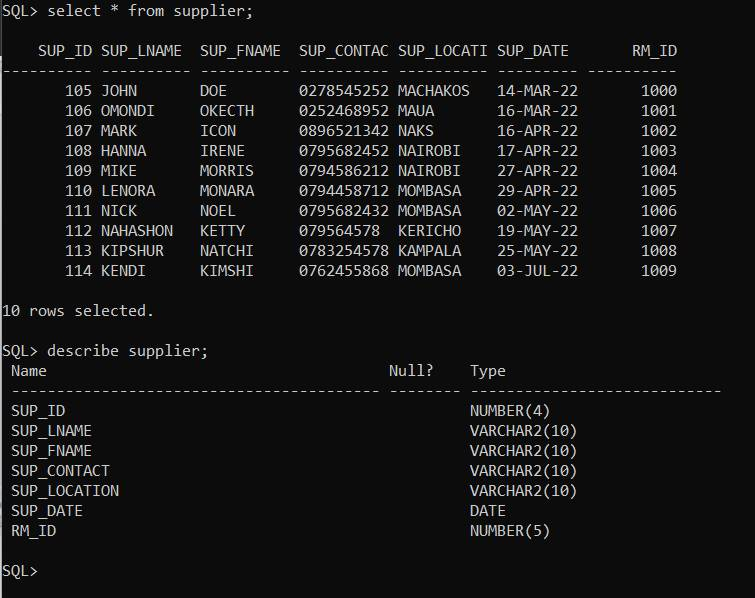 SQL> select * from supplier;
SUP_ID SUP_LNAME SUP_FNAME SUP_CONTAC SUP_LOCATI SUP_DATE RM_ID
---------- ---------- ---------- ---------- ---------- --------- ----------
105 JOHN DOE 0278545252 MACHAKOS 14-MAR-22 1000
106 OMONDI OKECTH 0252468952 MAUA 16-MAR-22 1001
107 MARK ICON 0896521342 NAKS 16-APR-22 1002
108 HANNA IRENE 0795682452 NAIROBI 17-APR-22 1003
109 MIKE MORRIS 0794586212 NAIROBI 27-APR-22 1004
110 LENORA MONARA 0794458712 MOMBASA 29-APR-22 1005
111 NICK NOEL 0795682432 MOMBASA 02-MAY-22 1006
112 NAHASHON KETTY 079564578 KERICHO 19-MAY-22 1007
113 KIPSHUR NATCHI 0783254578 KAMPALA 25-MAY-22 1008
114 KENDI KIMSHI 0762455868 MOMBASA 03-JUL-22 1009
10 rows selected.
SQL> describe supplier;
Name Null? Type
----------------------------------------- -------- ----------------------------
SUP_ID NUMBER(4)
SUP_LNAME VARCHAR2(10)
SUP_FNAME VARCHAR2(10)
SUP_CONTACT VARCHAR2(10)
SUP_LOCATION VARCHAR2(10)
SUP_DATE DATE
RM_ID NUMBER(5)
SQL>